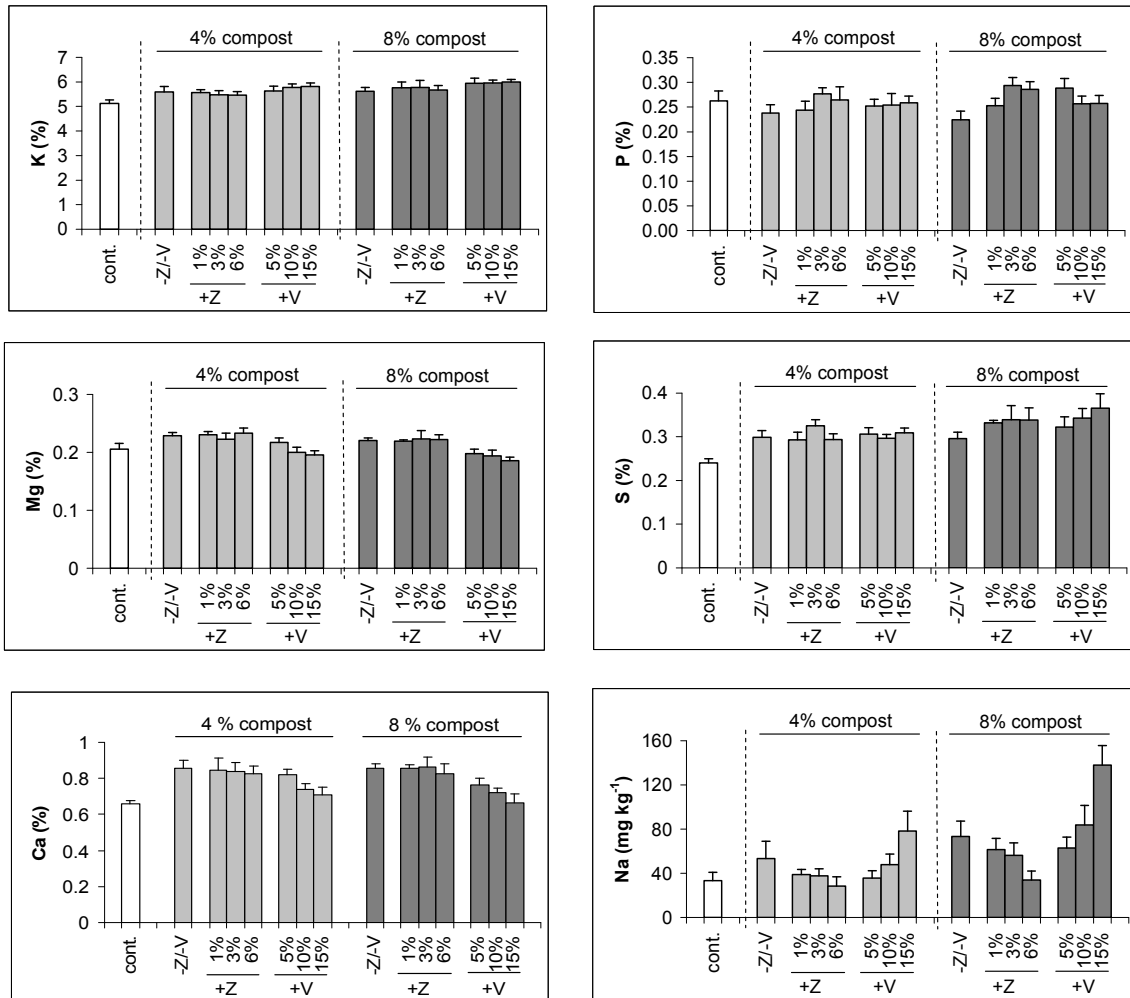 4% compost 8% compost
K (%)
7
6
5
4
3
2
1
0
cont. -Z/-V 1% 3% 6% 5% 10% 15% -Z/-V 1% 3% 6% 5% 10% 15%
+Z +V +Z +V
4% compost 8% compost
P (%)
0.35
0.30
0.25
0.20
0.15
0.10
0.05
0.00
cont. -Z/-V 1% 3% 6% 5% 10% 15% -Z/-V 1% 3% 6% 5% 10% 15%
+Z +V +Z +V
4% compost 8% compost
Mg (%)
0.3
0.2
0.1
0
cont. -Z/-V 1% 3% 6% 5% 10% 15% -Z/-V 1% 3% 6% 5% 10% 15%
+Z +V +Z +V
4% compost 8% compost
S (%)
0.4
0.3
0.2
0.1
0
cont. -Z/-V 1% 3% 6% 5% 10% 15% -Z/-V 1% 3% 6% 5% 10% 15%
+Z +V +Z +V
4 % compost 8 % compost
Ca (%)
1
0.8
0.6
0.4
0.2
0
cont. -Z/-V 1% 3% 6% 5% 10% 15% -Z/-V 1% 3% 6% 5% 10% 15%
+Z +V +Z +V
4% compost 8% compost
Na (mg kg⁻¹)
160
120
80
40
0
cont. -Z/-V 1% 3% 6% 5% 10% 15% -Z/-V 1% 3% 6% 5% 10% 15%
+Z +V +Z +V